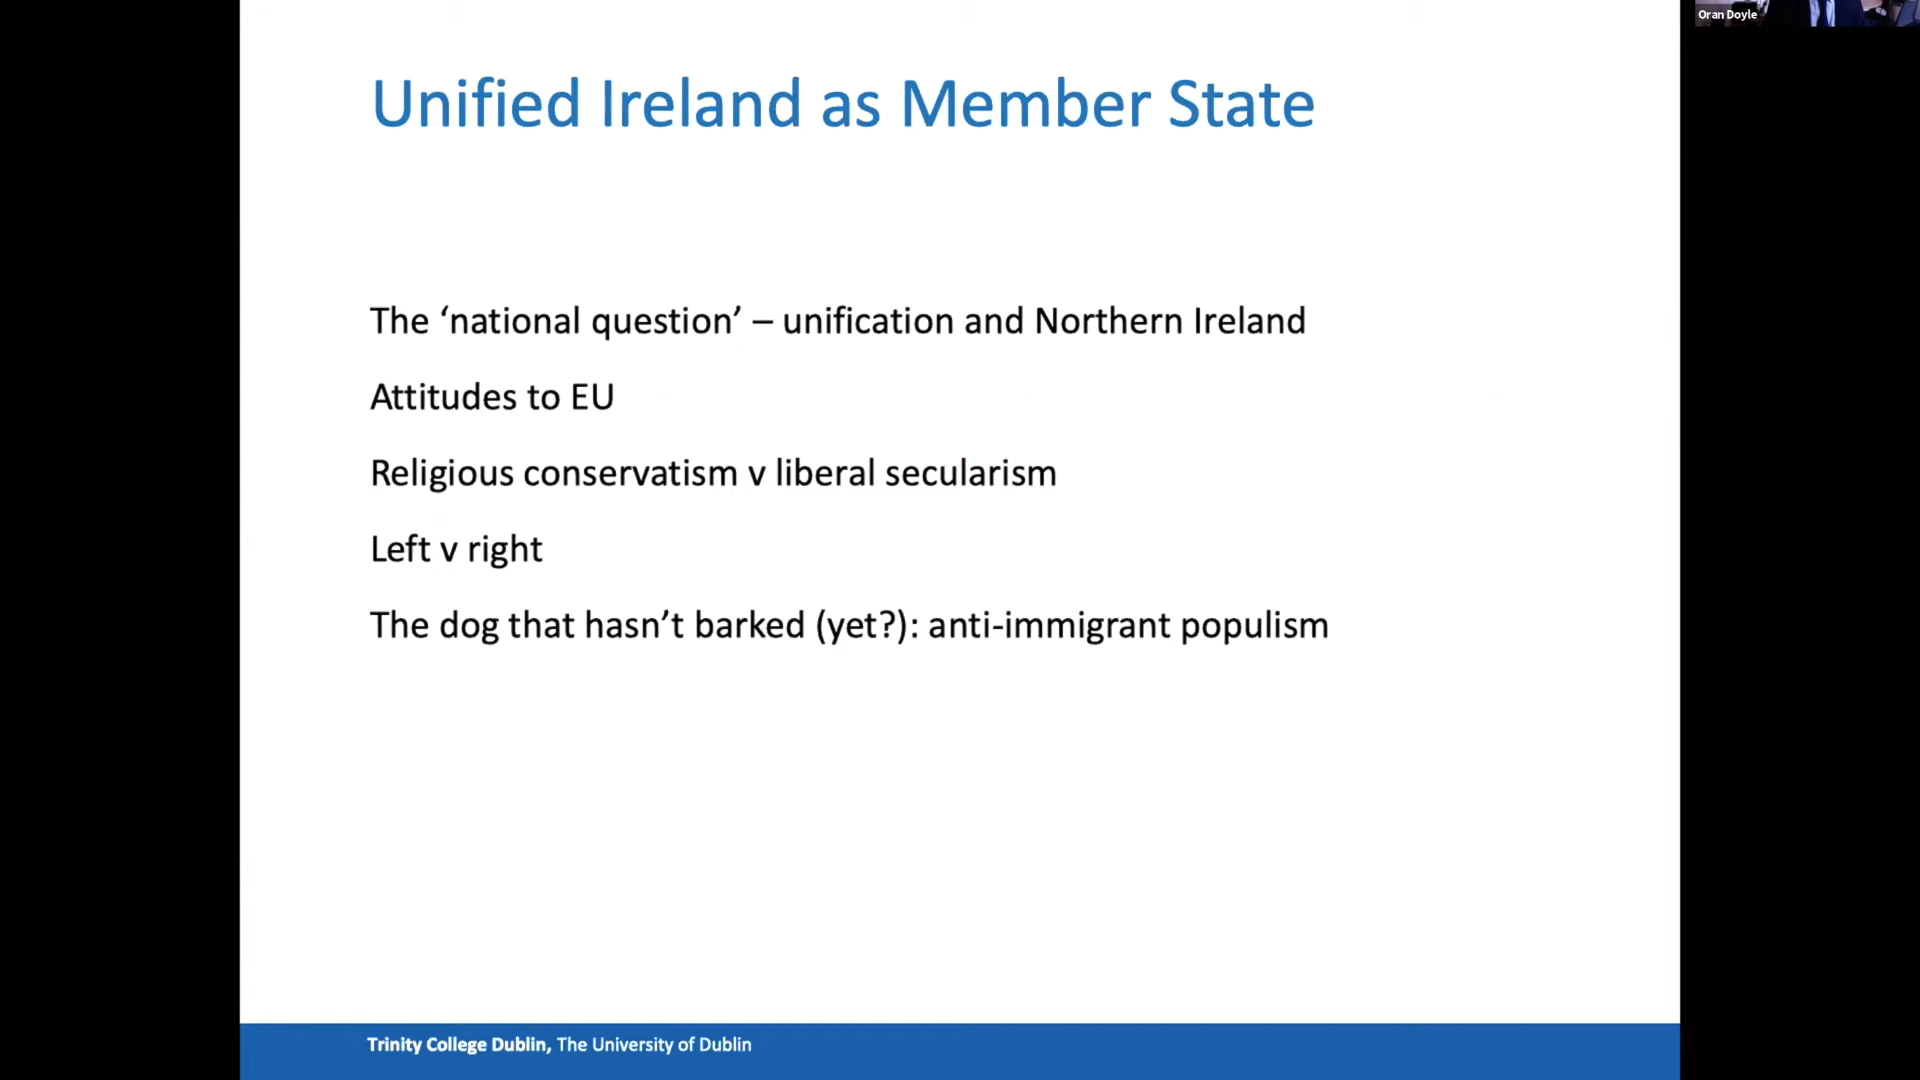 Oran Doyle
Unified Ireland as Member State
The ‘national question’ – unification and Northern Ireland
Attitudes to EU
Religious conservatism v liberal secularism
Left v right
The dog that hasn’t barked (yet?): anti-immigrant populism
Trinity College Dublin, The University of Dublin